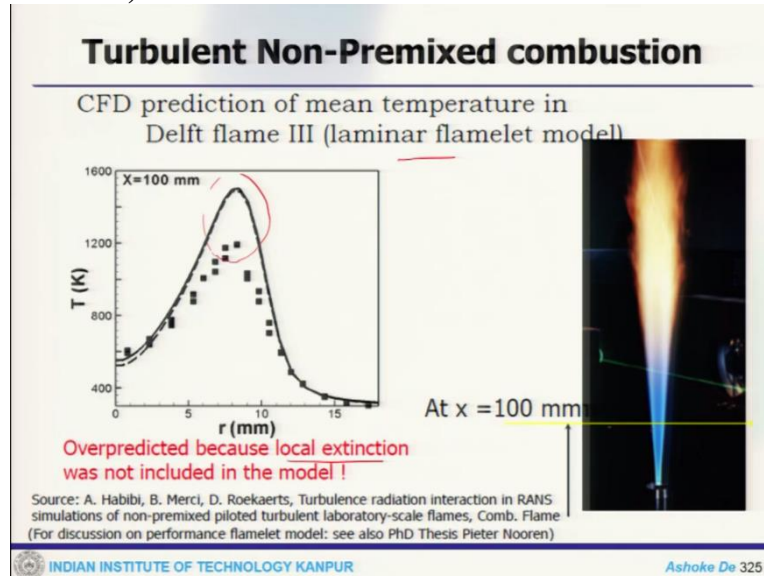 Turbulent Non-Premixed combustion
CFD prediction of mean temperature in
Delft flame III (laminar flamelet model)
1600
X=100 mm
1200
T (K)
800
400
0
5
10
15
r (mm)
At x =100 mm
Overpredicted because local extinction
was not included in the model !
Source: A. Habibi, B. Merci, D. Roekaerts, Turbulence radiation interaction in RANS
simulations of non-premixed piloted turbulent laboratory-scale flames, Comb. Flame
(For discussion on performance flamelet model: see also PhD Thesis Pieter Nooren)
INDIAN INSTITUTE OF TECHNOLOGY KANPUR
Ashoke De 325